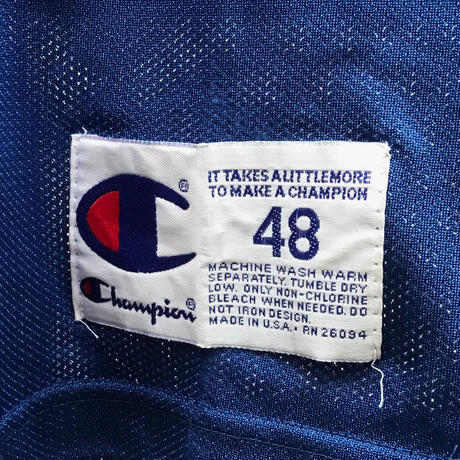 IT TAKES A LITTLE MORE
TO MAKE A CHAMPION
48
MACHINE WASH WARM
SEPARATELY, TUMBLE DRY
LOW. ONLY NON-CHLORINE
BLEACH WHEN NEEDED. DO
NOT IRON DESIGN.
MADE IN U.S.A. • RN 26094
®
Champion®